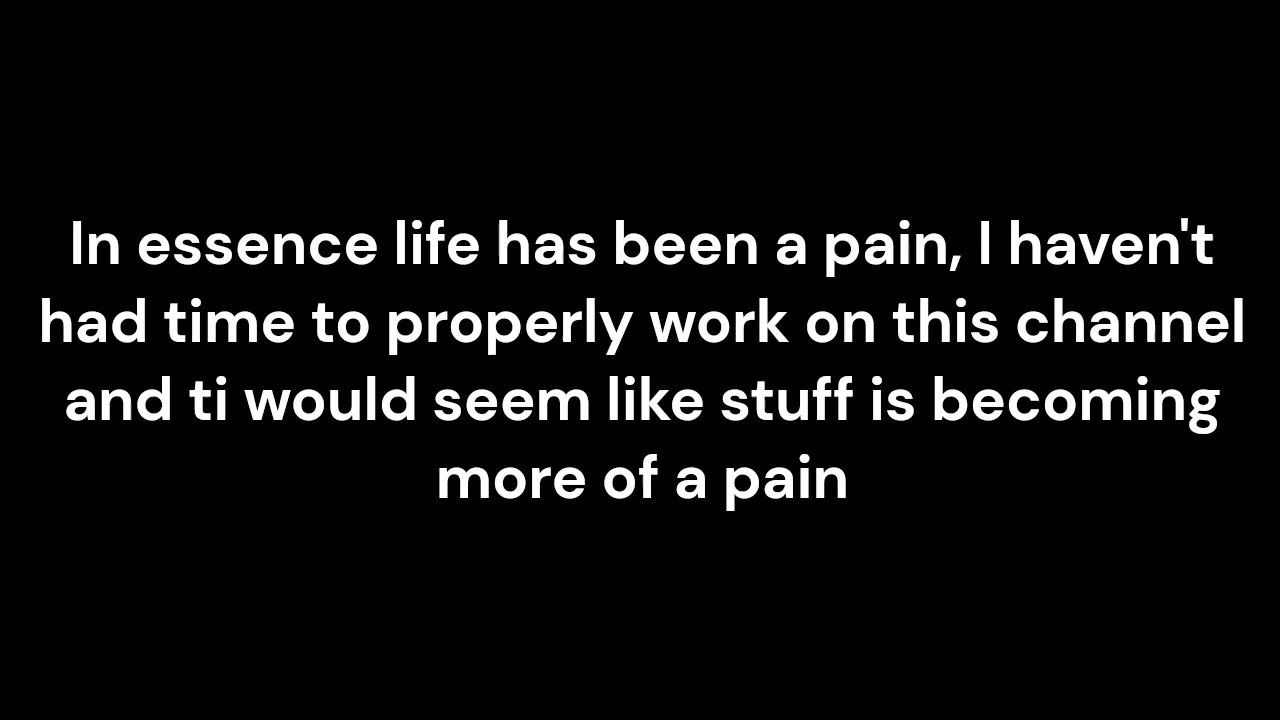 In essence life has been a pain, I haven't
had time to properly work on this channel
and ti would seem like stuff is becoming
more of a pain